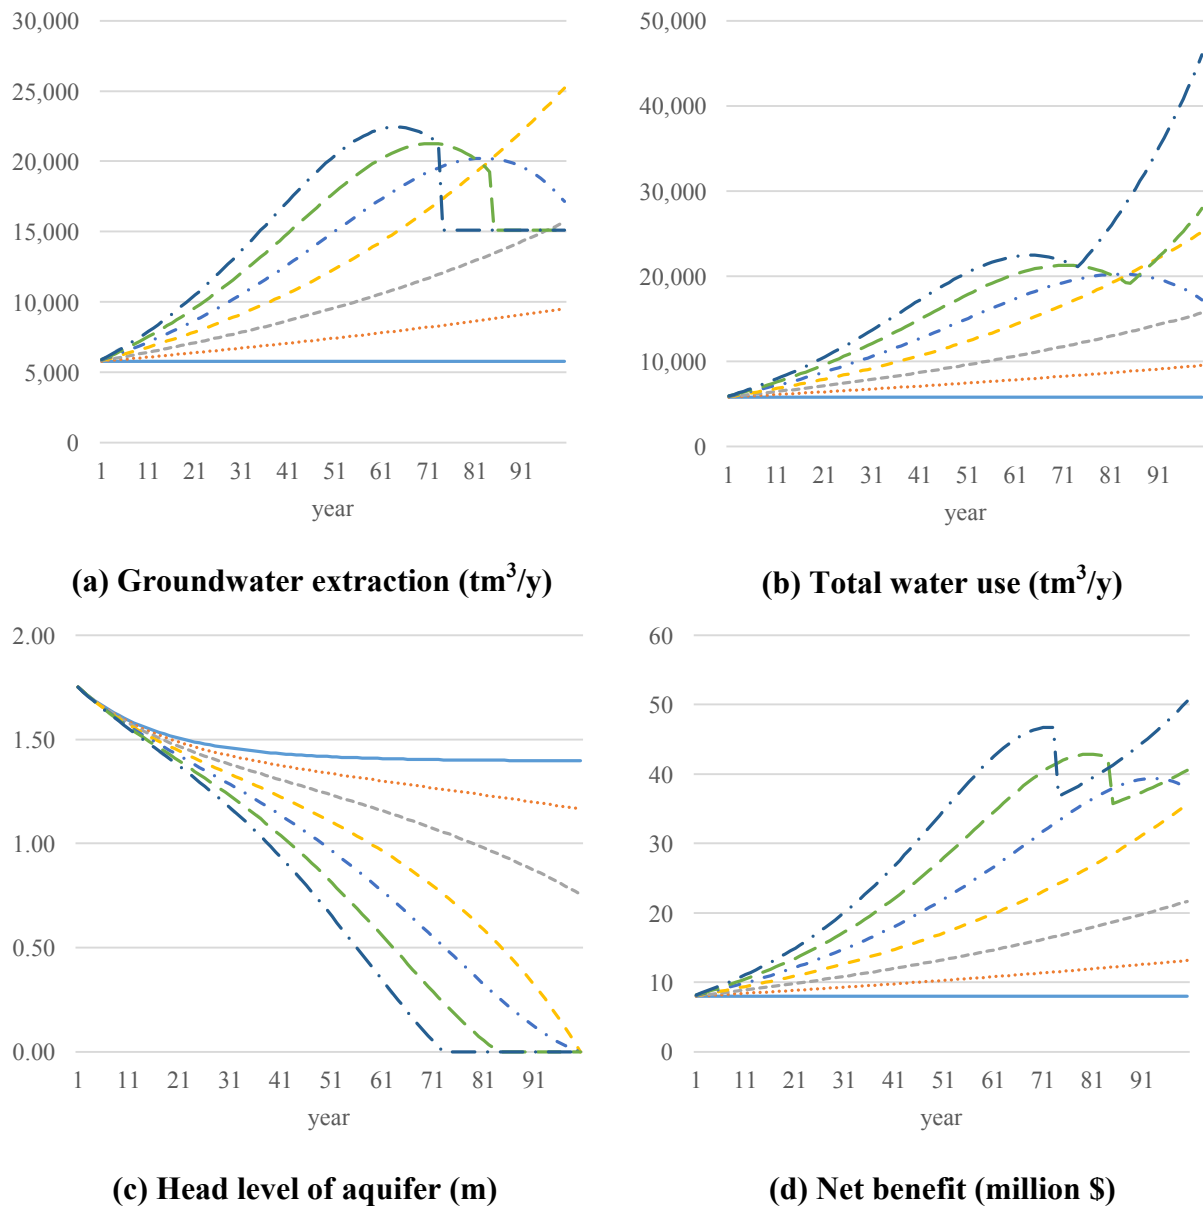 30,000
25,000
20,000
15,000
10,000
5,000
0
1 11 21 31 41 51 61 71 81 91
year
(a) Groundwater extraction (tm³/y)
50,000
40,000
30,000
20,000
10,000
0
1 11 21 31 41 51 61 71 81 91
year
(b) Total water use (tm³/y)
2.00
1.50
1.00
0.50
0.00
1 11 21 31 41 51 61 71 81 91
year
(c) Head level of aquifer (m)
60
50
40
30
20
10
0
1 11 21 31 41 51 61 71 81 91
year
(d) Net benefit (million $)